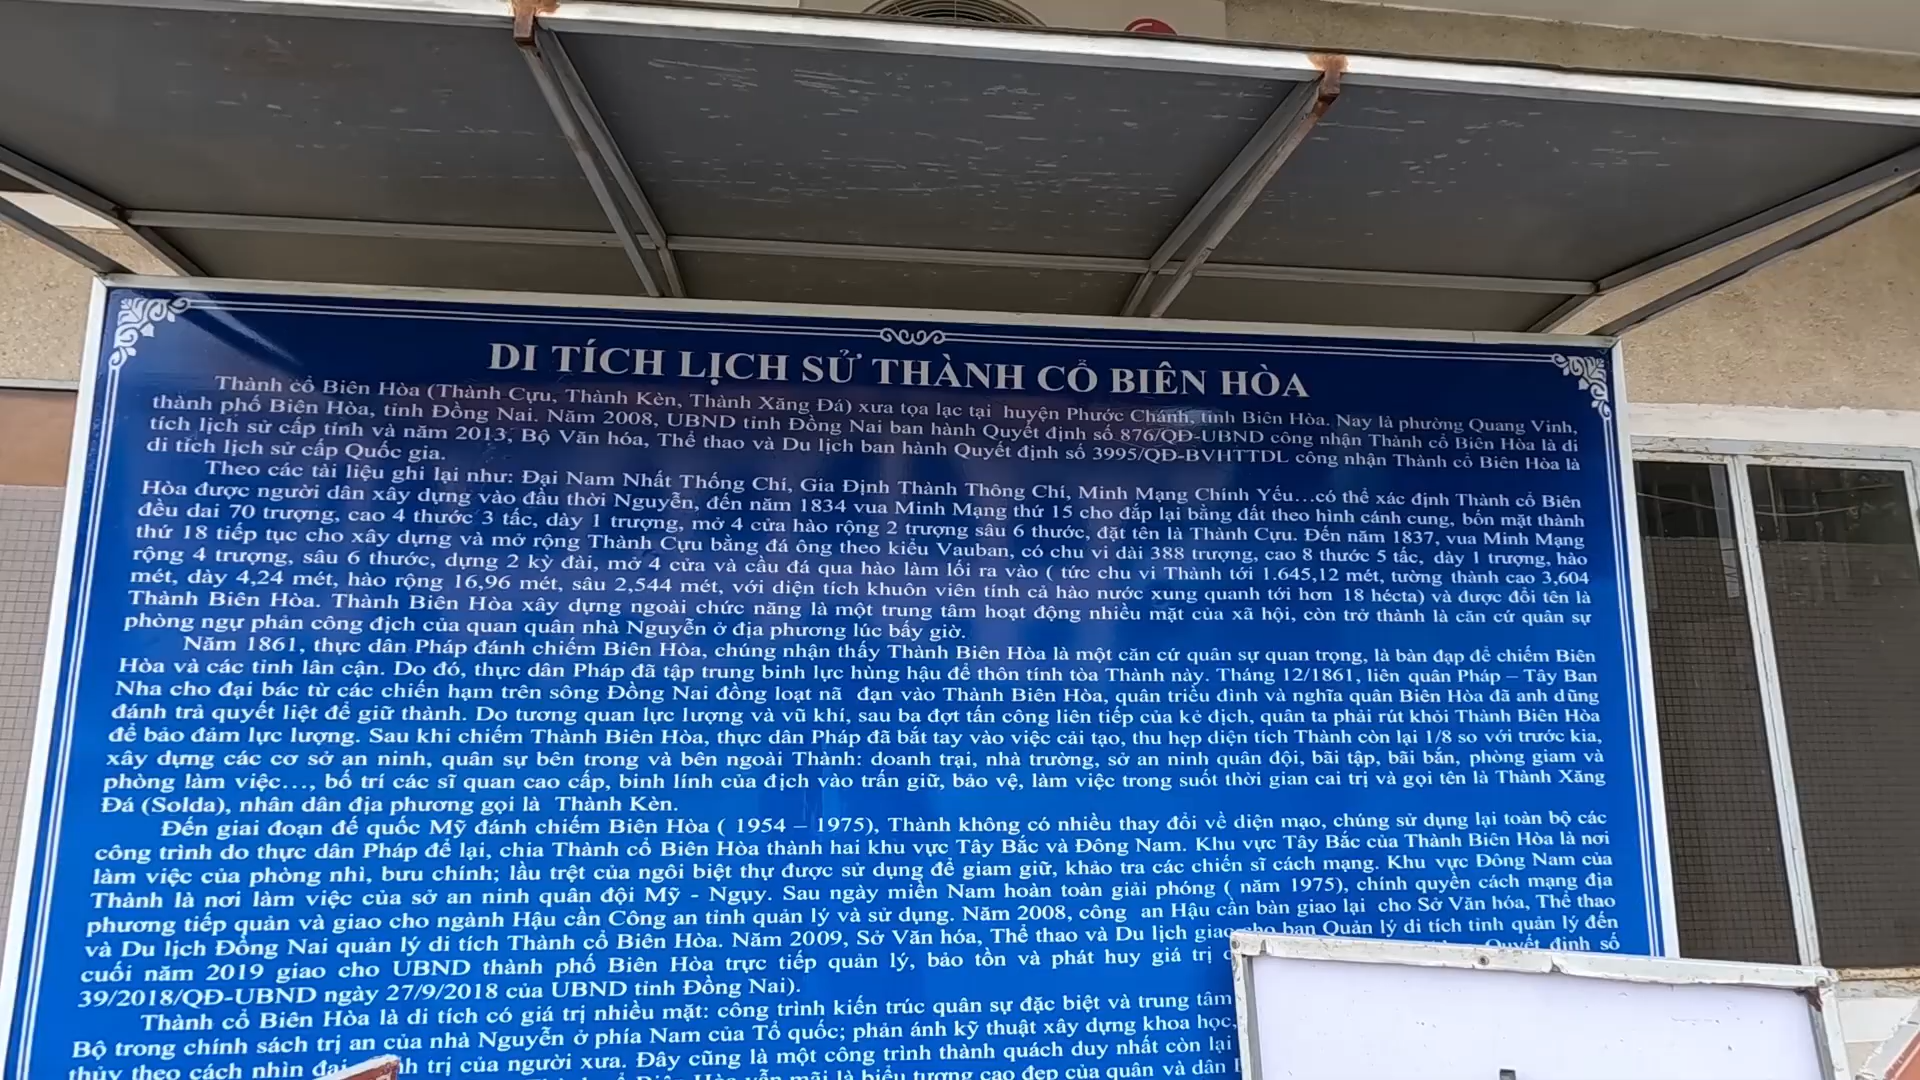 DI TÍCH LỊCH SỬ THÀNH CỔ BIÊN HÒA
Thành cổ Biên Hòa (Thành Cựu, Thành Kèn, Thành Xăng Đá) xưa tọa lạc tại huyện Phước Chánh, tỉnh Biên Hòa. Nay là phường Quang Vinh,
thành phố Biên Hòa, tỉnh Đồng Nai. Năm 2008, UBND tỉnh Đồng Nai ban hành Quyết định số 876/QĐ-UBND công nhận Thành cổ Biên Hòa là di
tích lịch sử cấp tỉnh và năm 2013, Bộ Văn hóa, Thể thao và Du lịch ban hành Quyết định số 3995/QĐ-BVHTTDL công nhận Thành cổ Biên Hòa là
di tích lịch sử cấp Quốc gia.
Theo các tài liệu ghi lại như: Đại Nam Nhất Thống Chí, Gia Định Thành Thông Chí, Minh Mạng Chính Yếu...có thể xác định Thành cổ Biên
Hòa được người dân xây dựng vào đầu thời Nguyễn, đến năm 1834 vua Minh Mạng thứ 15 cho đắp lại bằng đất theo hình cánh cung, bốn mặt thành
đều dai 70 trượng, cao 4 thước 3 tấc, dày 1 trượng, mở 4 cửa hào rộng 2 trượng sâu 6 thước, đặt tên là Thành Cựu. Đến năm 1837, vua Minh Mạng
thứ 18 tiếp tục cho xây dựng và mở rộng Thành Cựu bằng đá ông theo kiểu Vauban, có chu vi dài 388 trượng, cao 8 thước 5 tấc, dày 1 trượng, hào
rộng 4 trượng, sâu 6 thước, dựng 2 kỳ đài, mở 4 cửa và cầu đá qua hào làm lối ra vào ( tức chu vi Thành tới 1.645,12 mét, tường thành cao 3,604
mét, dày 4,24 mét, hào rộng 16,96 mét, sâu 2,544 mét, với diện tích khuôn viên tính cả hào nước xung quanh tới hơn 18 hécta) và dược đổi tên là
Thành Biên Hòa. Thành Biên Hòa xây dựng ngoài chức năng là một trung tâm hoạt động nhiều mặt của xã hội, còn trở thành là căn cứ quân sự
phòng ngự phản công địch của quan quân nhà Nguyễn ở địa phương lúc bấy giờ.
Năm 1861, thực dân Pháp đánh chiếm Biên Hòa, chúng nhận thấy Thành Biên Hòa là một căn cứ quân sự quan trọng, là bàn đạp để chiếm Biên
Hòa và các tỉnh lân cận. Do đó, thực dân Pháp đã tập trung binh lực hùng hậu để thôn tính tòa Thành này. Tháng 12/1861, liên quân Pháp – Tây Ban
Nha cho đại bác từ các chiến hạm trên sông Đồng Nai đồng loạt nã đạn vào Thành Biên Hòa, quân triều đình và nghĩa quân Biên Hòa đã anh dũng
đánh trả quyết liệt để giữ thành. Do tương quan lực lượng và vũ khí, sau ba đợt tấn công liên tiếp của kẻ địch, quân ta phải rút khỏi Thành Biên Hòa
để bảo đảm lực lượng. Sau khi chiếm Thành Biên Hòa, thực dân Pháp đã bắt tay vào việc cải tạo, thu hẹp diện tích Thành còn lại 1/8 so với trước kia,
xây dựng các cơ sở an ninh, quân sự bên trong và bên ngoài Thành: doanh trại, nhà trường, sở an ninh quân đội, bãi tập, bãi bắn, phòng giam và
phòng làm việc..., bố trí các sĩ quan cao cấp, binh lính của địch vào trấn giữ, bảo vệ, làm việc trong suốt thời gian cai trị và gọi tên là Thành Xăng
Đá (Solda), nhân dân địa phương gọi là Thành Kèn.
Đến giai đoạn đế quốc Mỹ đánh chiếm Biên Hòa ( 1954 – 1975), Thành không có nhiều thay đổi về diện mạo, chúng sử dụng lại toàn bộ các
công trình do thực dân Pháp để lại, chia Thành cổ Biên Hòa thành hai khu vực Tây Bắc và Đông Nam. Khu vực Tây Bắc của Thành Biên Hòa là nơi
làm việc của phòng nhì, bưu chính; lầu trệt của ngôi biệt thự được sử dụng để giam giữ, khảo tra các chiến sĩ cách mạng. Khu vực Đông Nam của
Thành là nơi làm việc của sở an ninh quân đội Mỹ - Ngụy. Sau ngày miền Nam hoàn toàn giải phóng ( năm 1975), chính quyền cách mạng địa
phương tiếp quản và giao cho ngành Hậu cần Công an tỉnh quản lý và sử dụng. Năm 2008, công an Hậu cần bàn giao lại cho Sở Văn hóa, Thể thao
và Du lịch Đồng Nai quản lý di tích Thành cổ Biên Hòa. Năm 2009, Sở Văn hóa, Thể thao và Du lịch giao cho ban Quản lý di tích tỉnh quản lý đến
cuối năm 2019 giao cho UBND thành phố Biên Hòa trực tiếp quản lý, bảo tồn và phát huy giá trị Quyết định số
39/2018/QĐ-UBND ngày 27/9/2018 của UBND tỉnh Đồng Nai).
Thành cổ Biên Hòa là di tích có giá trị nhiều mặt: công trình kiến trúc quân sự đặc biệt và trung tâm
Bộ trong chính sách trị an của nhà Nguyễn ở phía Nam của Tổ quốc; phản ánh kỹ thuật xây dựng khoa học,
thủy theo cách nhìn trị của người xưa. Đây cũng là một công trình thành quách duy nhất còn lại
mãi là biểu tượng cao đẹp của quân và dân